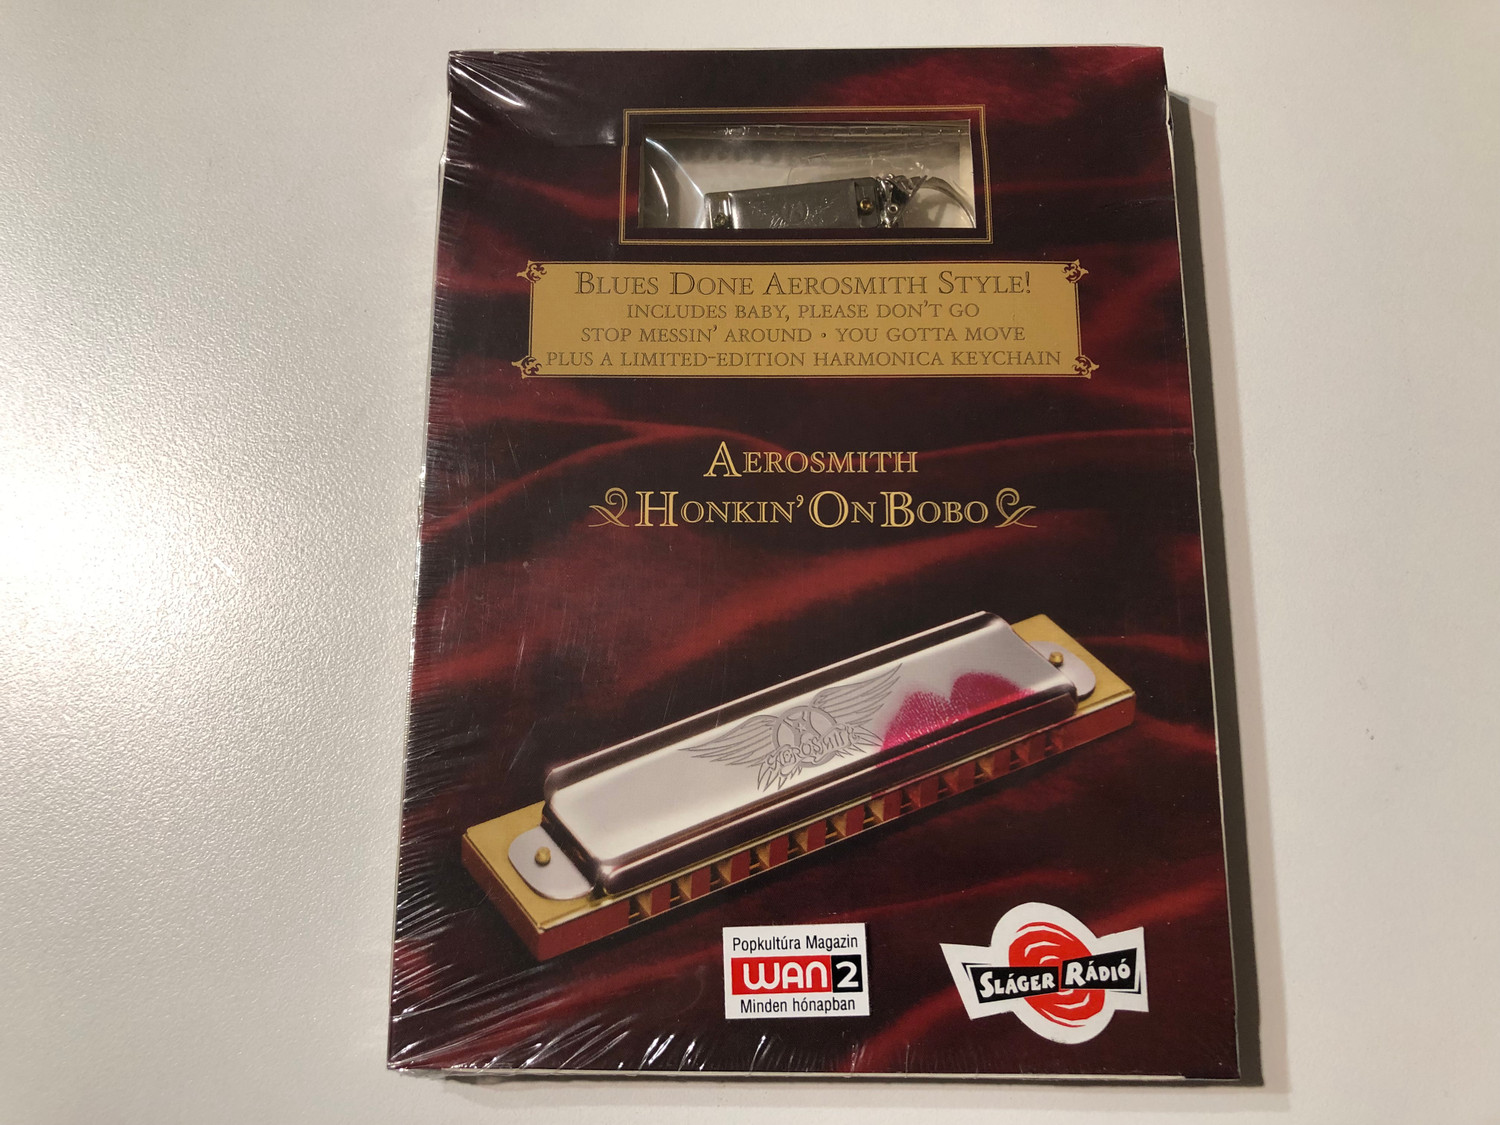 BLUES DONE AEROSMITH STYLE!
INCLUDES BABY, PLEASE DON'T GO
STOP MESSIN' AROUND • YOU GOTTA MOVE
PLUS A LIMITED-EDITION HARMONICA KEYCHAIN
AEROSMITH
HONKIN' ON BOBO
AEROSMITH
Popkultúra Magazin
WAN2
Minden hónapban
SLÁGER RÁDIÓ